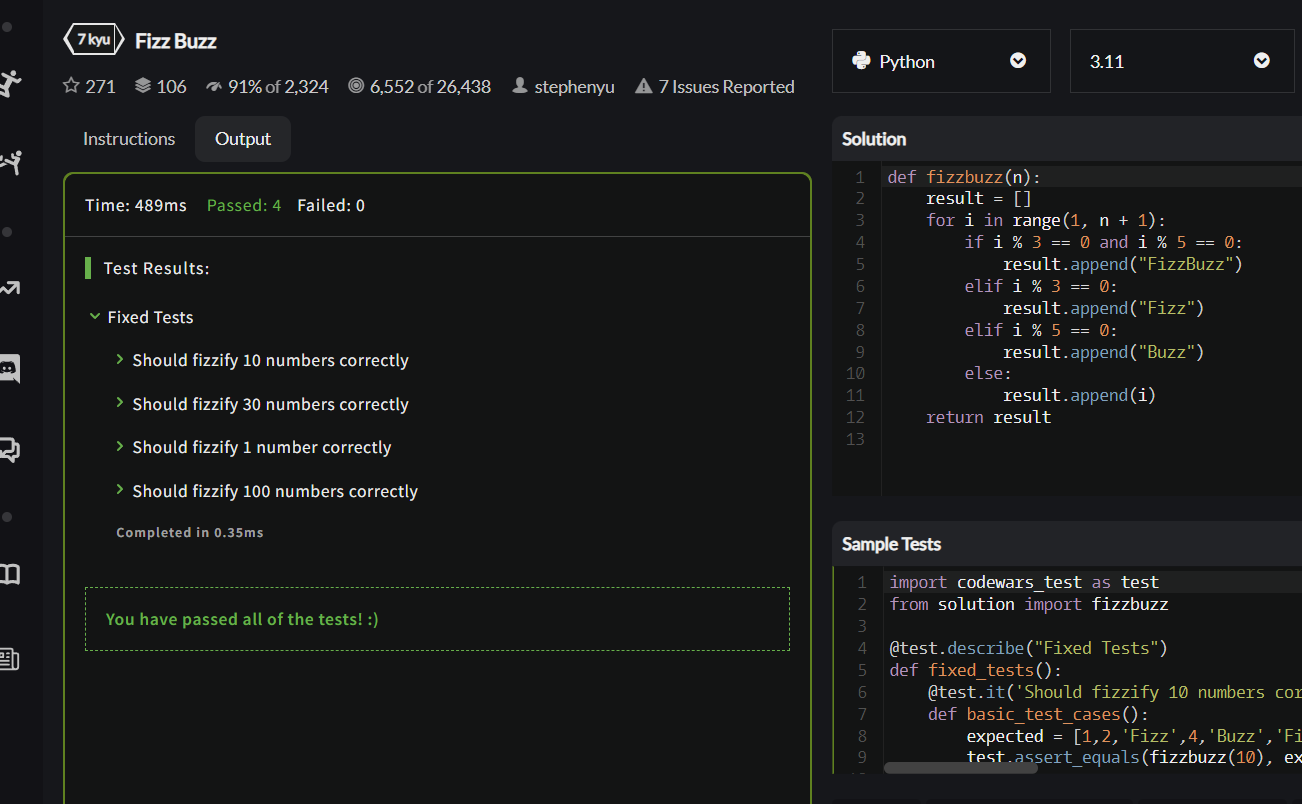 7 kyu Fizz Buzz
271 106 91% of 2,324 6,552 of 26,438 stephenyu 7 Issues Reported
Instructions Output
Time: 489ms Passed: 4 Failed: 0
Test Results:
Fixed Tests
Should fizzify 10 numbers correctly
Should fizzify 30 numbers correctly
Should fizzify 1 number correctly
Should fizzify 100 numbers correctly
Completed in 0.35ms
You have passed all of the tests! :)
Python 3.11
Solution
1 def fizzbuzz(n):
2     result = []
3     for i in range(1, n + 1):
4         if i % 3 == 0 and i % 5 == 0:
5             result.append("FizzBuzz")
6         elif i % 3 == 0:
7             result.append("Fizz")
8         elif i % 5 == 0:
9             result.append("Buzz")
10         else:
11             result.append(i)
12     return result
13
Sample Tests
1 import codewars_test as test
2 from solution import fizzbuzz
3
4 @test.describe("Fixed Tests")
5 def fixed_tests():
6     @test.it('Should fizzify 10 numbers cor
7     def basic_test_cases():
8         expected = [1,2,'Fizz',4,'Buzz','Fi
9         test.assert_equals(fizzbuzz(10), ex